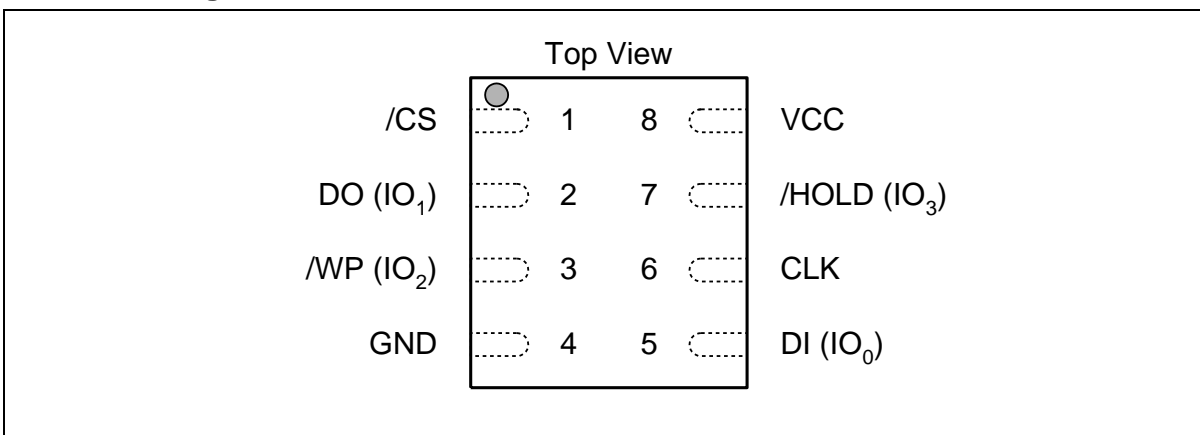 Top View
/CS 1 8 VCC
DO (IO₁) 2 7 /HOLD (IO₃)
/WP (IO₂) 3 6 CLK
GND 4 5 DI (IO₀)